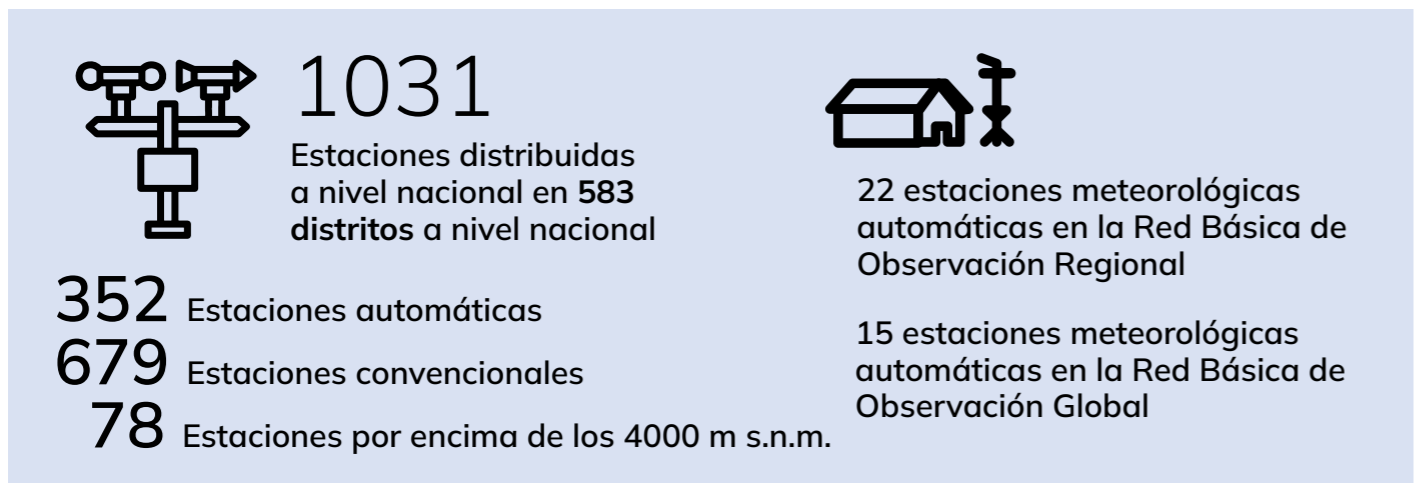 1031
Estaciones distribuidas
a nivel nacional en 583
distritos a nivel nacional
352 Estaciones automáticas
679 Estaciones convencionales
78 Estaciones por encima de los 4000 m s.n.m.
22 estaciones meteorológicas
automáticas en la Red Básica de
Observación Regional
15 estaciones meteorológicas
automáticas en la Red Básica de
Observación Global